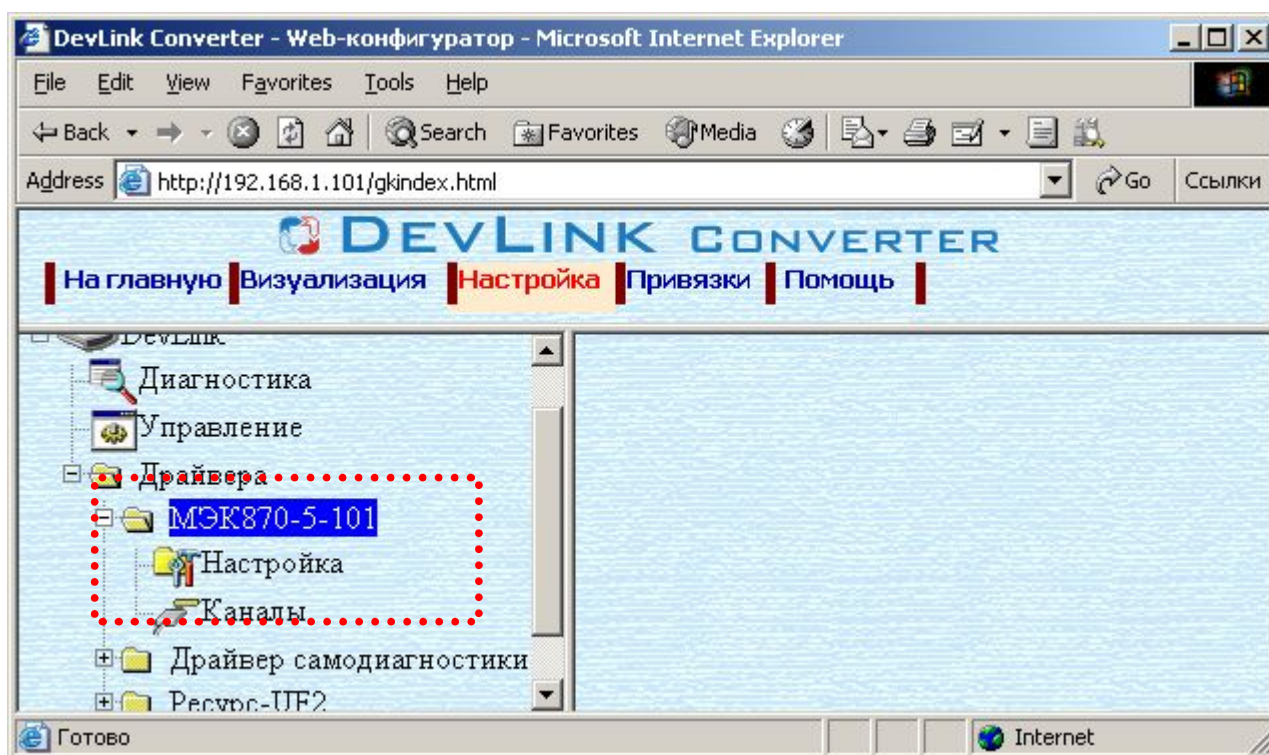 DevLink Converter - Web-конфигуратор - Microsoft Internet Explorer
File Edit View Favorites Tools Help
Back Search Favorites Media
Address http://192.168.1.101/gkindex.html Go Ссылки
DEVLINK CONVERTER
На главную Визуализация Настройка Привязки Помощь
DevLink
Диагностика
Управление
Драйвера
МЭК870-5-101
Настройка
Каналы
Драйвер самодиагностики
Ресурс-UF2
Готово Internet